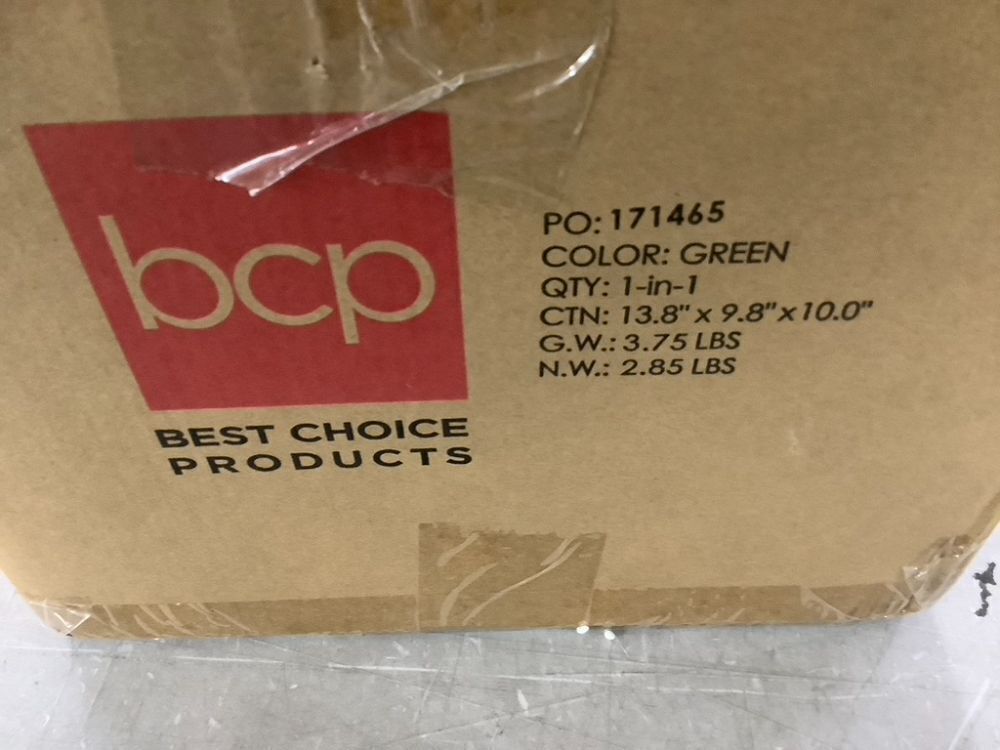 bcp
BEST CHOICE
PRODUCTS
PO: 171465
COLOR: GREEN
QTY: 1-in-1
CTN: 13.8" x 9.8" x 10.0"
G.W.: 3.75 LBS
N.W.: 2.85 LBS